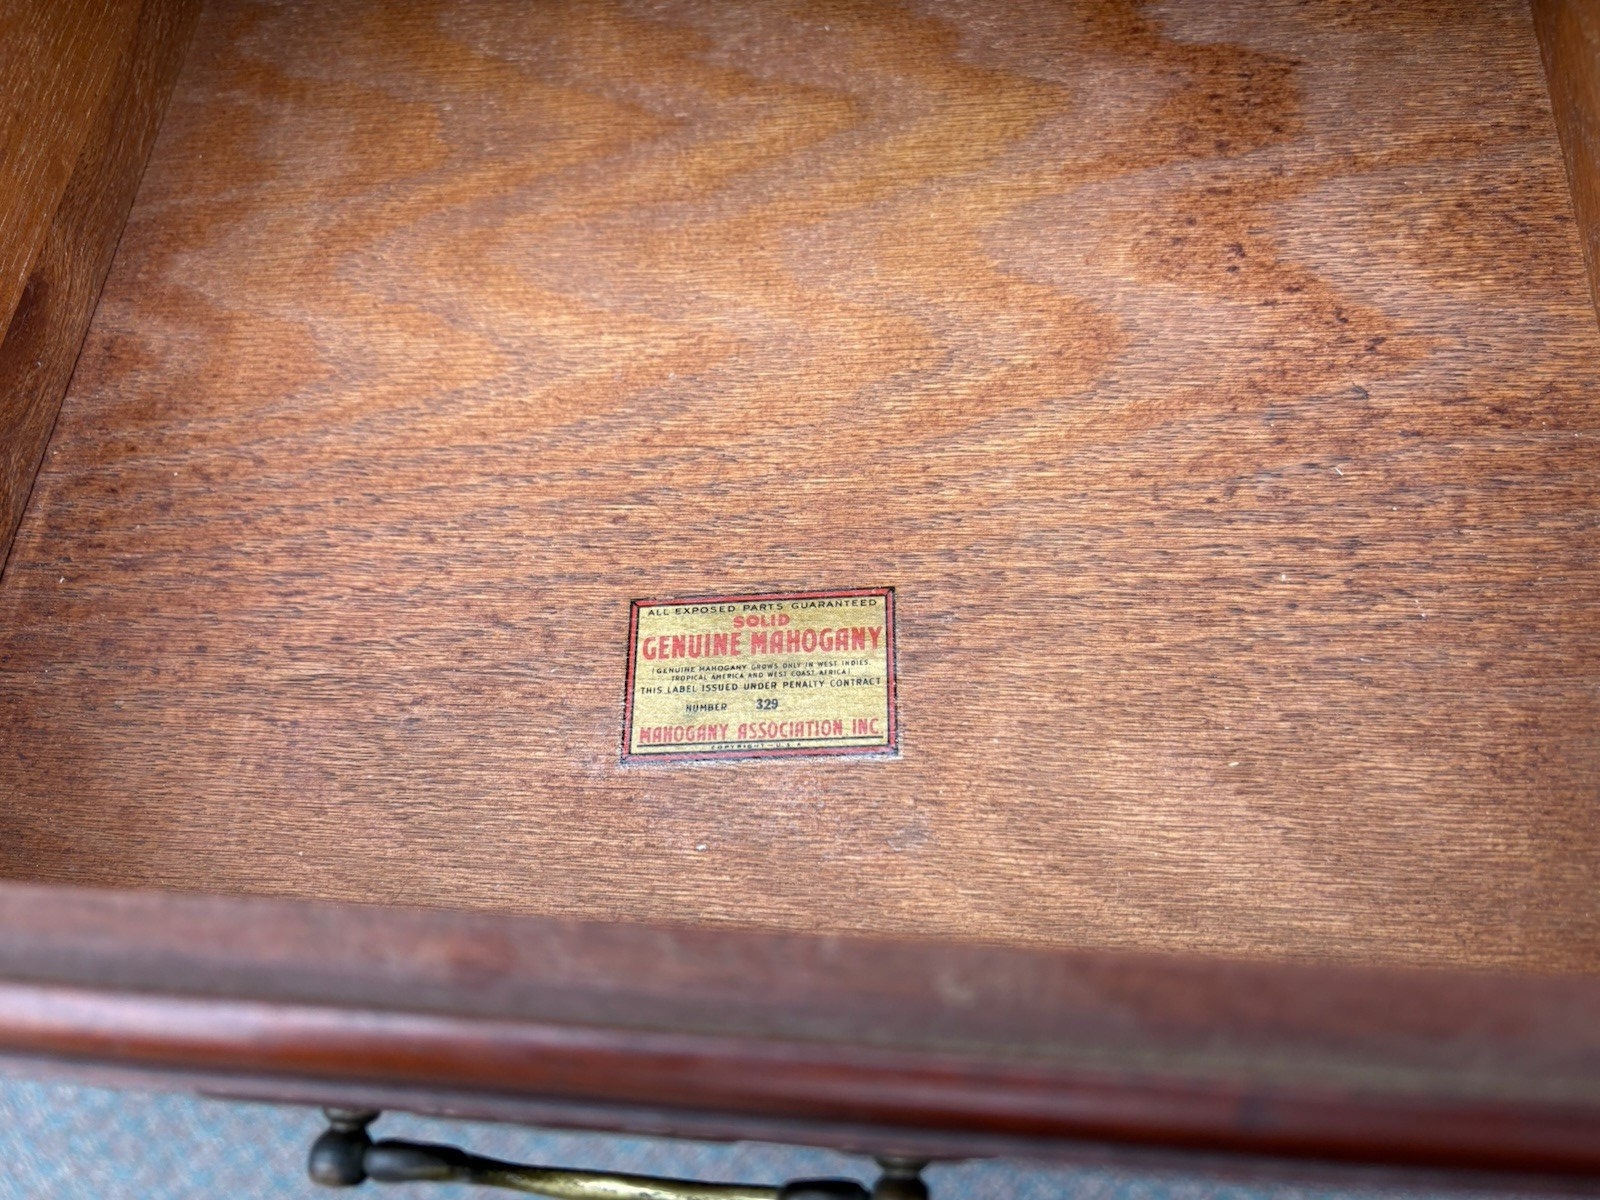 ALL EXPOSED PARTS GUARANTEED
SOLID
GENUINE MAHOGANY
(GENUINE MAHOGANY GROWS ONLY IN WEST INDIES,
TROPICAL AMERICA AND WEST COAST AFRICA)
THIS LABEL ISSUED UNDER PENALTY CONTRACT
NUMBER 329
MAHOGANY ASSOCIATION, INC.
COPYRIGHT - U.S.A.